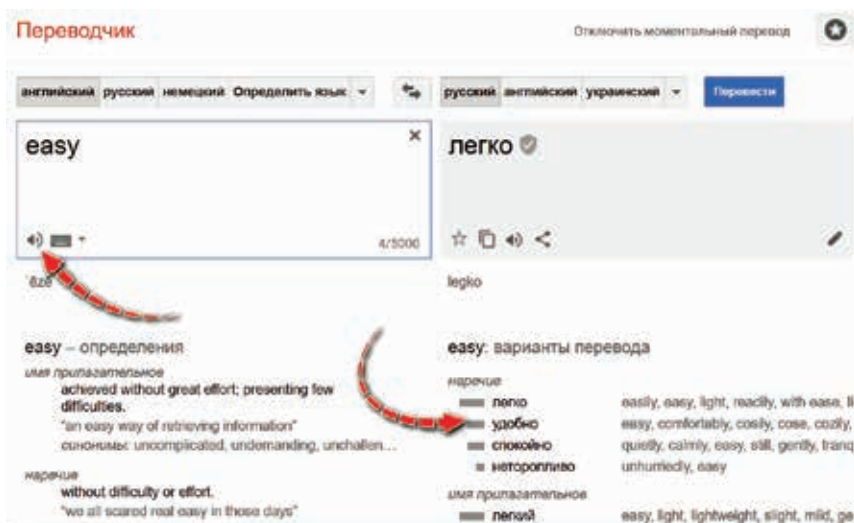 Переводчик
Отключить моментальный перевод
английский русский немецкий Определить язык
русский английский украинский Перевести
easy
легко
4/5000
ˈēzē
legko
easy – определения
имя прилагательное
achieved without great effort; presenting few
difficulties.
"an easy way of retrieving information"
синонимы: uncomplicated, undemanding, unchallen...
наречие
without difficulty or effort.
"we all scared real easy in those days"
easy: варианты перевода
наречие
легко easily, easy, light, readily, with ease,
удобно easy, comfortably, cosily, cose, cozily,
спокойно quietly, calmly, easy, still, gently, tranq
неторопливо unhurriedly, easy
имя прилагательное
легкий easy, light, lightweight, slight, mild, pe